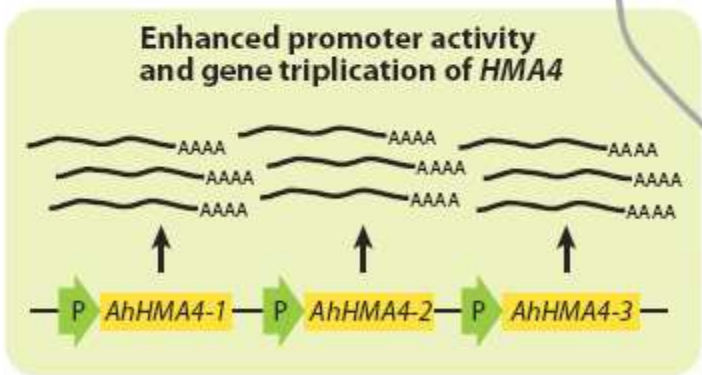 Enhanced promoter activity
and gene triplication of HMA4
AAAA AAAA AAAA
AAAA AAAA AAAA
AAAA AAAA AAAA
P AhHMA4-1 P AhHMA4-2 P AhHMA4-3